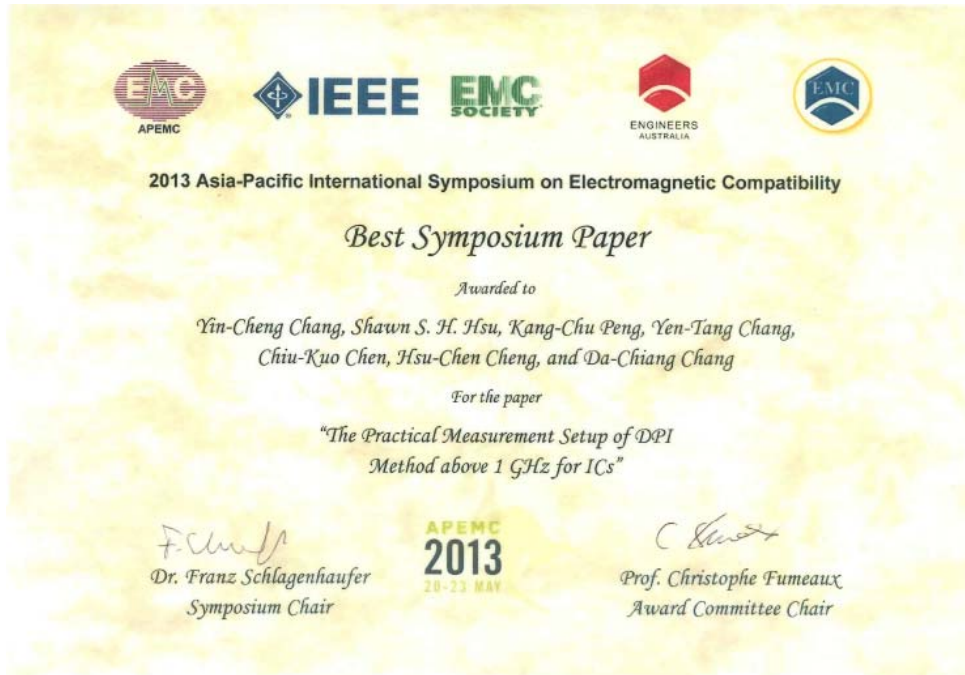 EMC
APEMC
IEEE
EMC
SOCIETY
ENGINEERS
AUSTRALIA
EMC
2013 Asia-Pacific International Symposium on Electromagnetic Compatibility
Best Symposium Paper
Awarded to
Yin-Cheng Chang, Shawn S. H. Hsu, Kang-Chu Peng, Yen-Tang Chang,
Chiu-Kuo Chen, Hsu-Chen Cheng, and Da-Chiang Chang
For the paper
“The Practical Measurement Setup of DPI
Method above 1 GHz for ICs”
APEMC
2013
20-23 MAY
Dr. Franz Schlagenhaufer
Symposium Chair
Prof. Christophe Fumeaux
Award Committee Chair